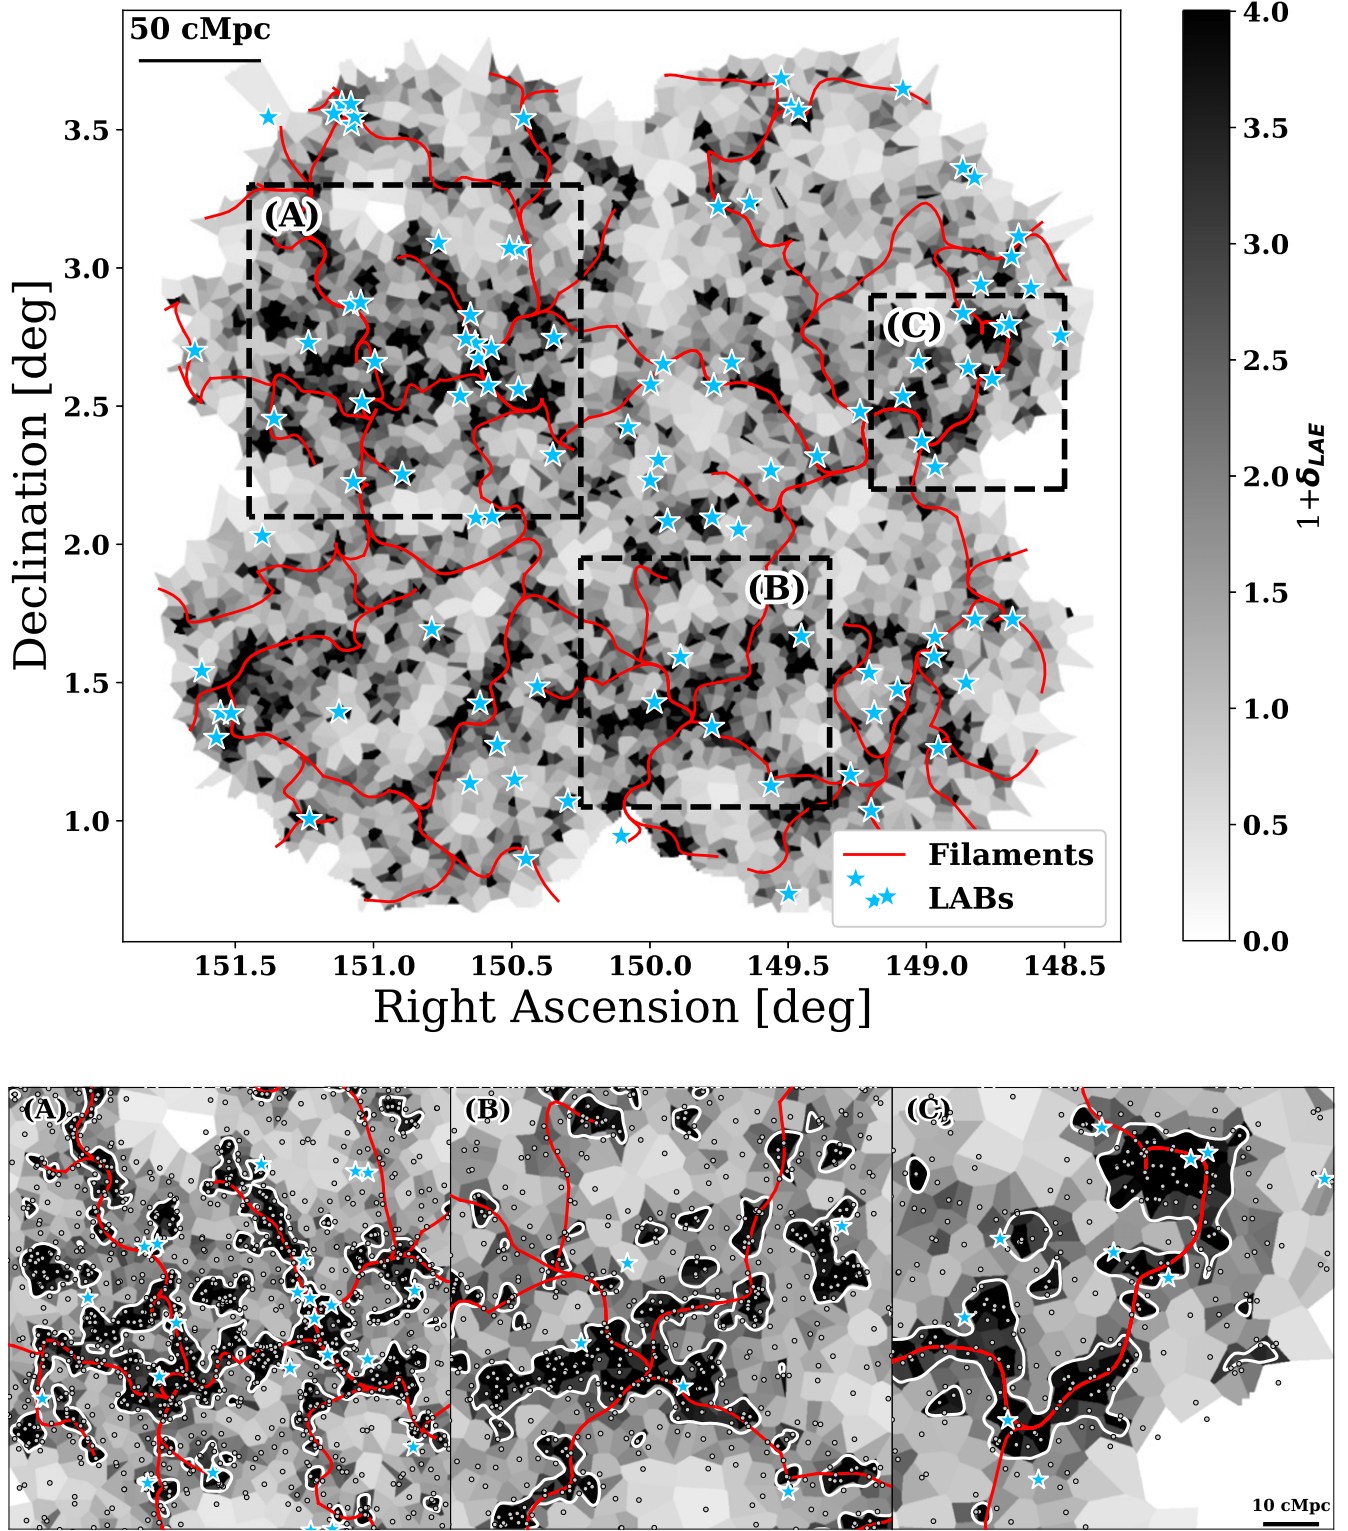 50 cMpc
4.0
3.5
3.0
2.5
2.0
1.5
1.0
0.5
0.0
1+δLAE
3.5
3.0
2.5
2.0
1.5
1.0
Declination [deg]
(A)
(C)
(B)
Filaments
LABs
151.5 151.0 150.5 150.0 149.5 149.0 148.5
Right Ascension [deg]
(A) (B) (C)
10 cMpc